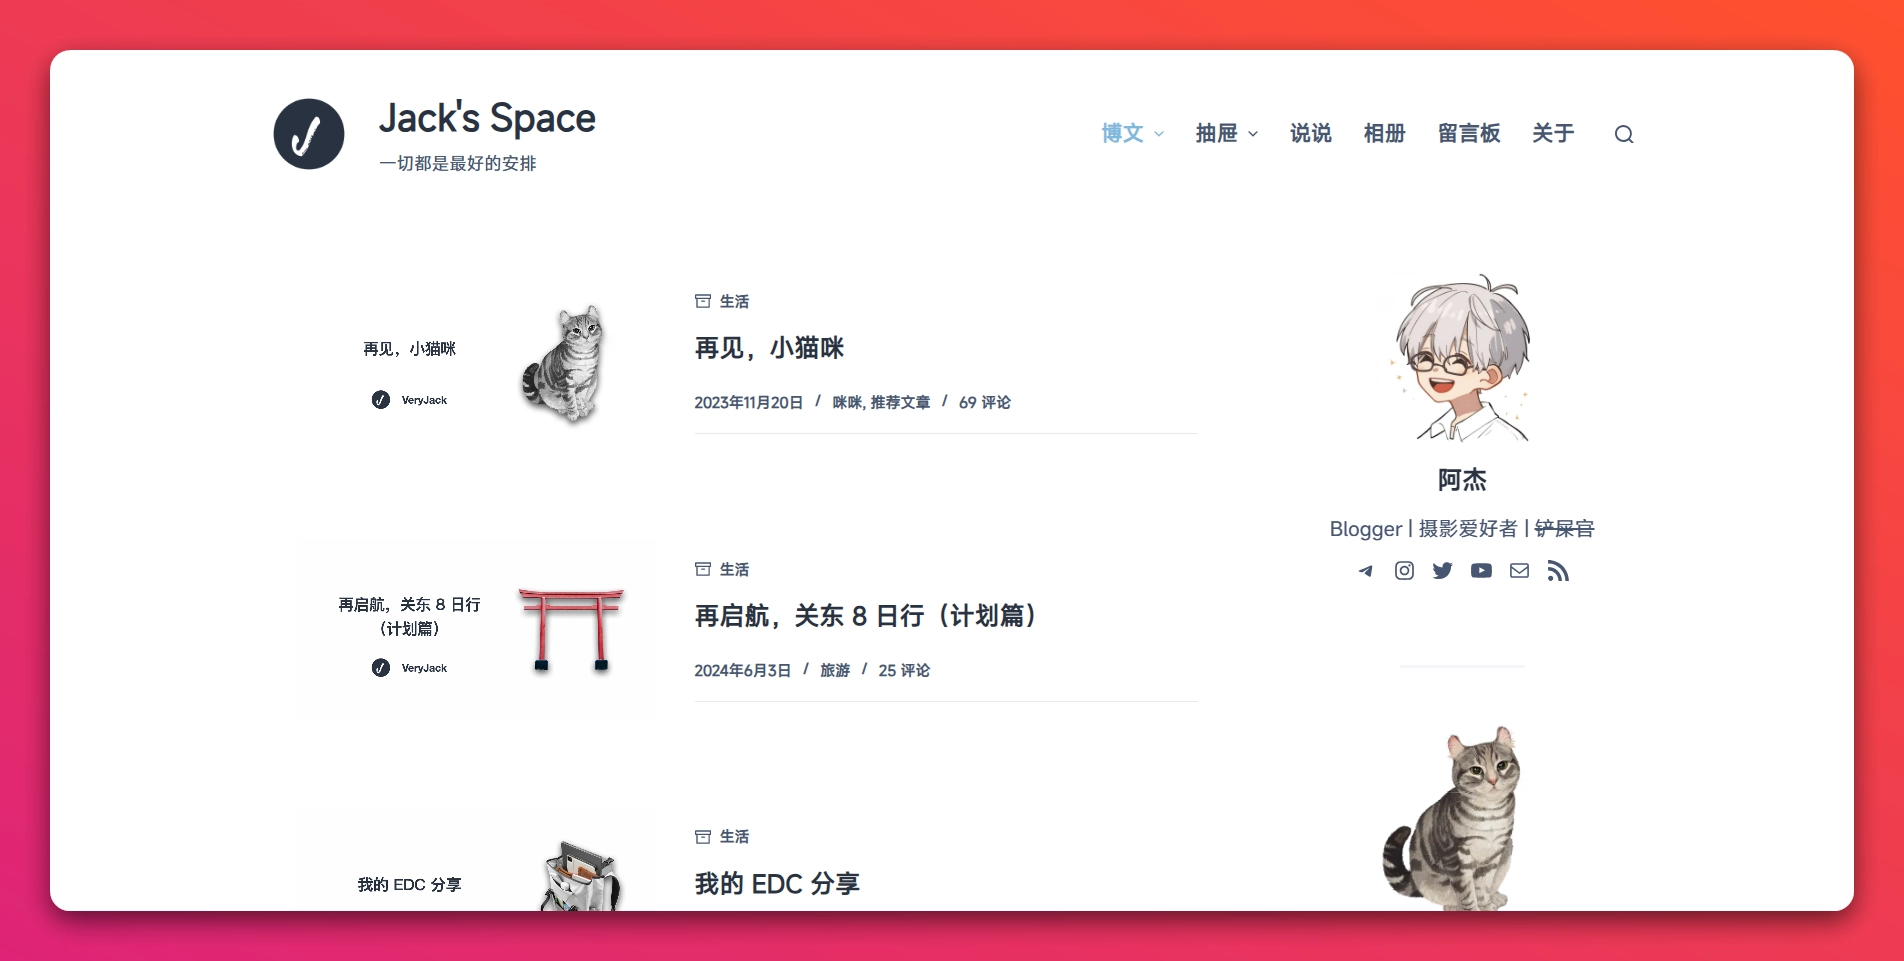 Jack's Space
一切都是最好的安排
博文 抽屉 说说 相册 留言板 关于
再见，小猫咪
VeryJack
生活
再见，小猫咪
2023年11月20日 / 咪咪, 推荐文章 / 69 评论
再启航，关东 8 日行
（计划篇）
VeryJack
生活
再启航，关东 8 日行（计划篇）
2024年6月3日 / 旅游 / 25 评论
我的 EDC 分享
生活
我的 EDC 分享
阿杰
Blogger | 摄影爱好者 | 铲屎官